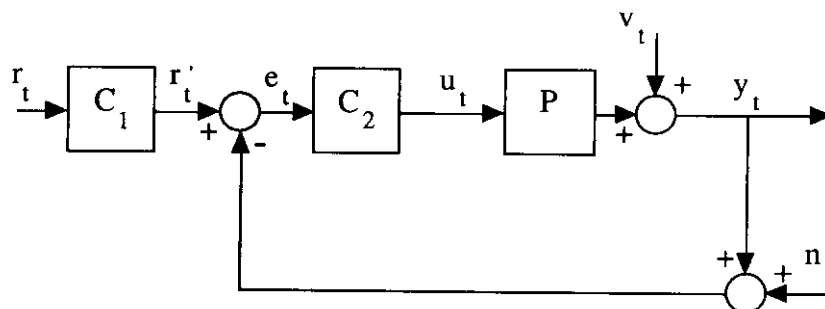 v_t
r_t C_1 r'_t + - e_t C_2 u_t P + + y_t
+ + n